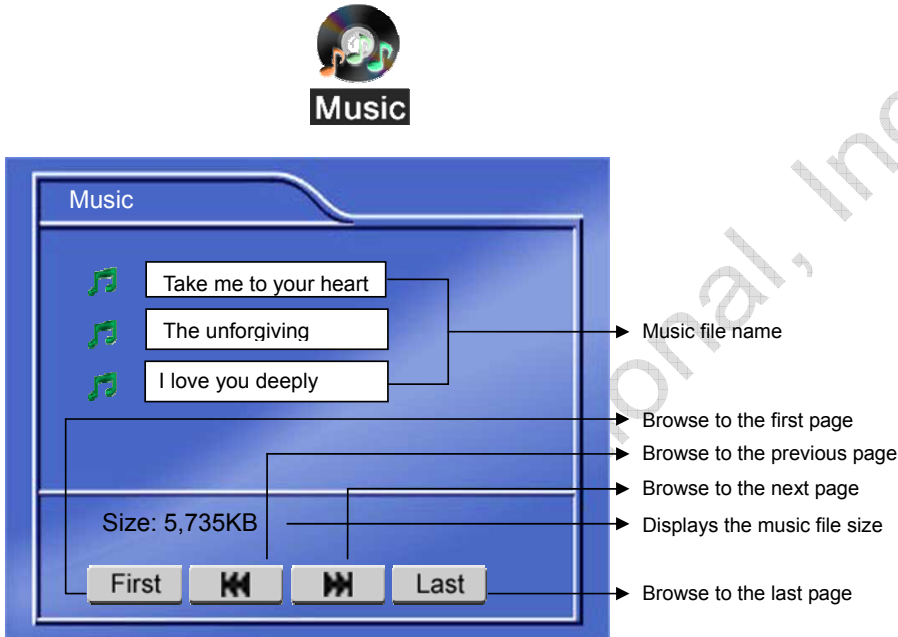 Music
Music
Take me to your heart
The unforgiving
I love you deeply
Music file name
Browse to the first page
Browse to the previous page
Browse to the next page
Size: 5,735KB
Displays the music file size
First
Last
Browse to the last page